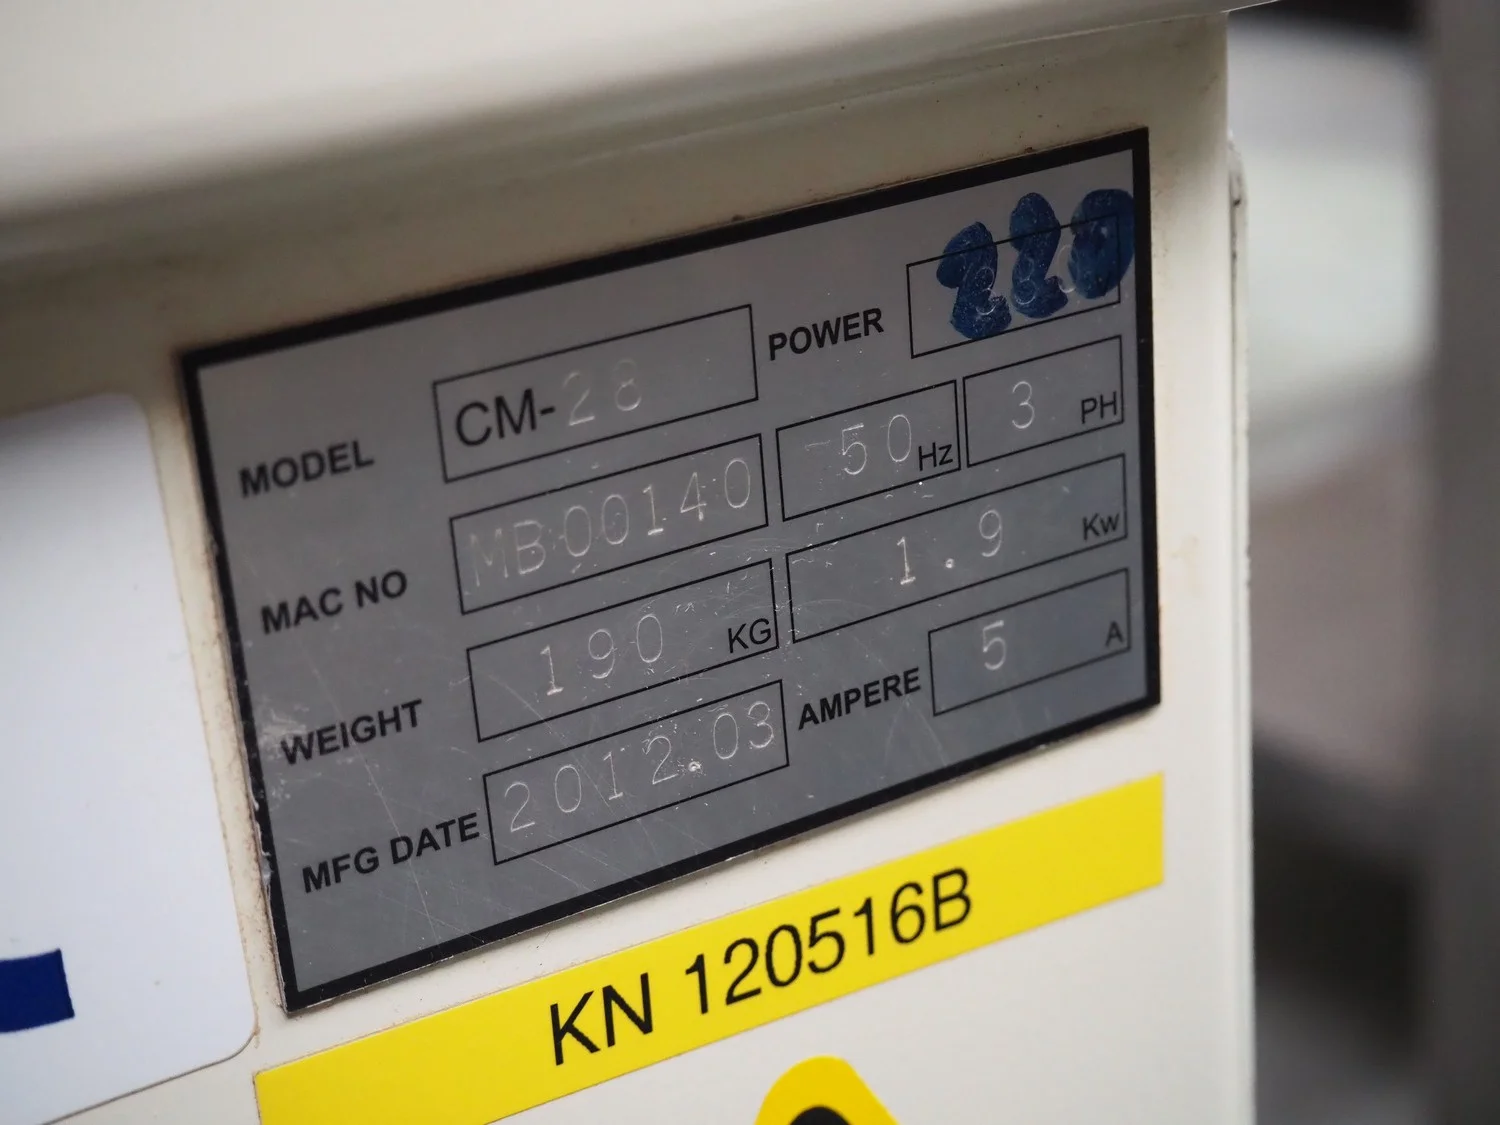 MODEL CM-28 POWER 220
MAC NO MB00140 50 Hz 3 PH
WEIGHT 190 KG 1.9 Kw
MFG DATE 2012.03 AMPERE 5 A
KN 120516B